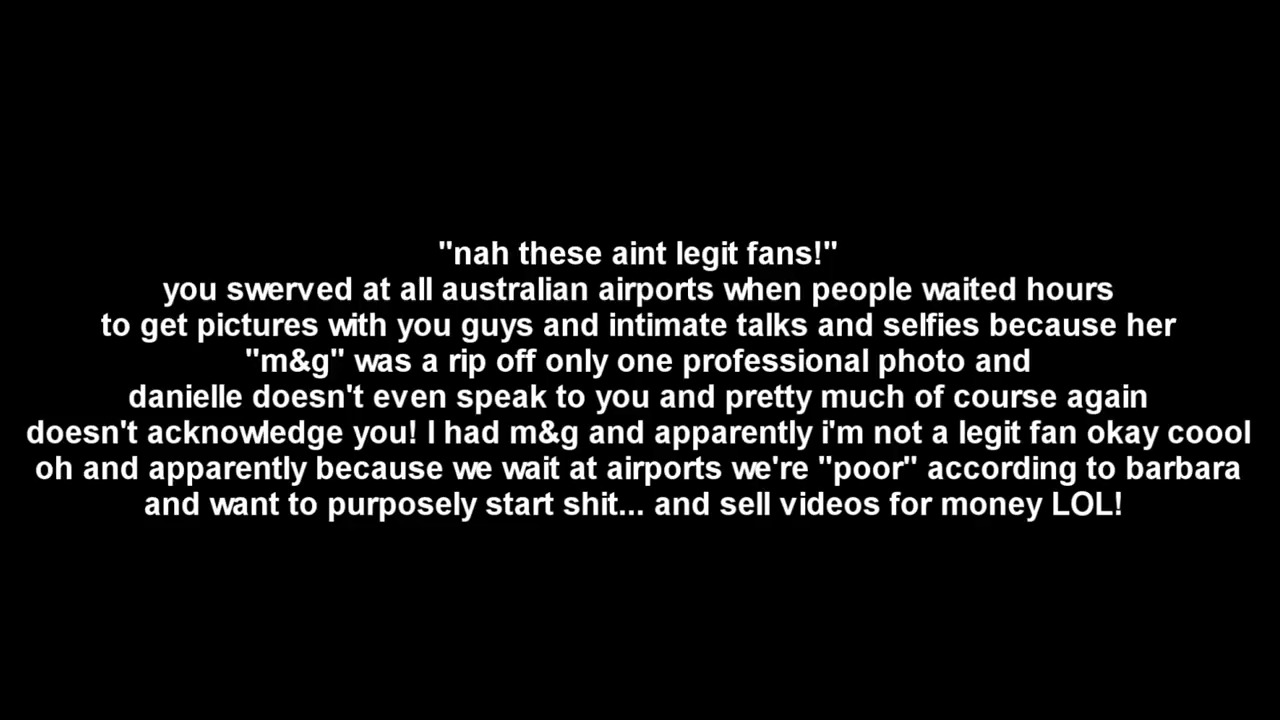 "nah these aint legit fans!"
you swerved at all australian airports when people waited hours
to get pictures with you guys and intimate talks and selfies because her
"m&g" was a rip off only one professional photo and
danielle doesn't even speak to you and pretty much of course again
doesn't acknowledge you! I had m&g and apparently i'm not a legit fan okay coool
oh and apparently because we wait at airports we're "poor" according to barbara
and want to purposely start shit... and sell videos for money LOL!